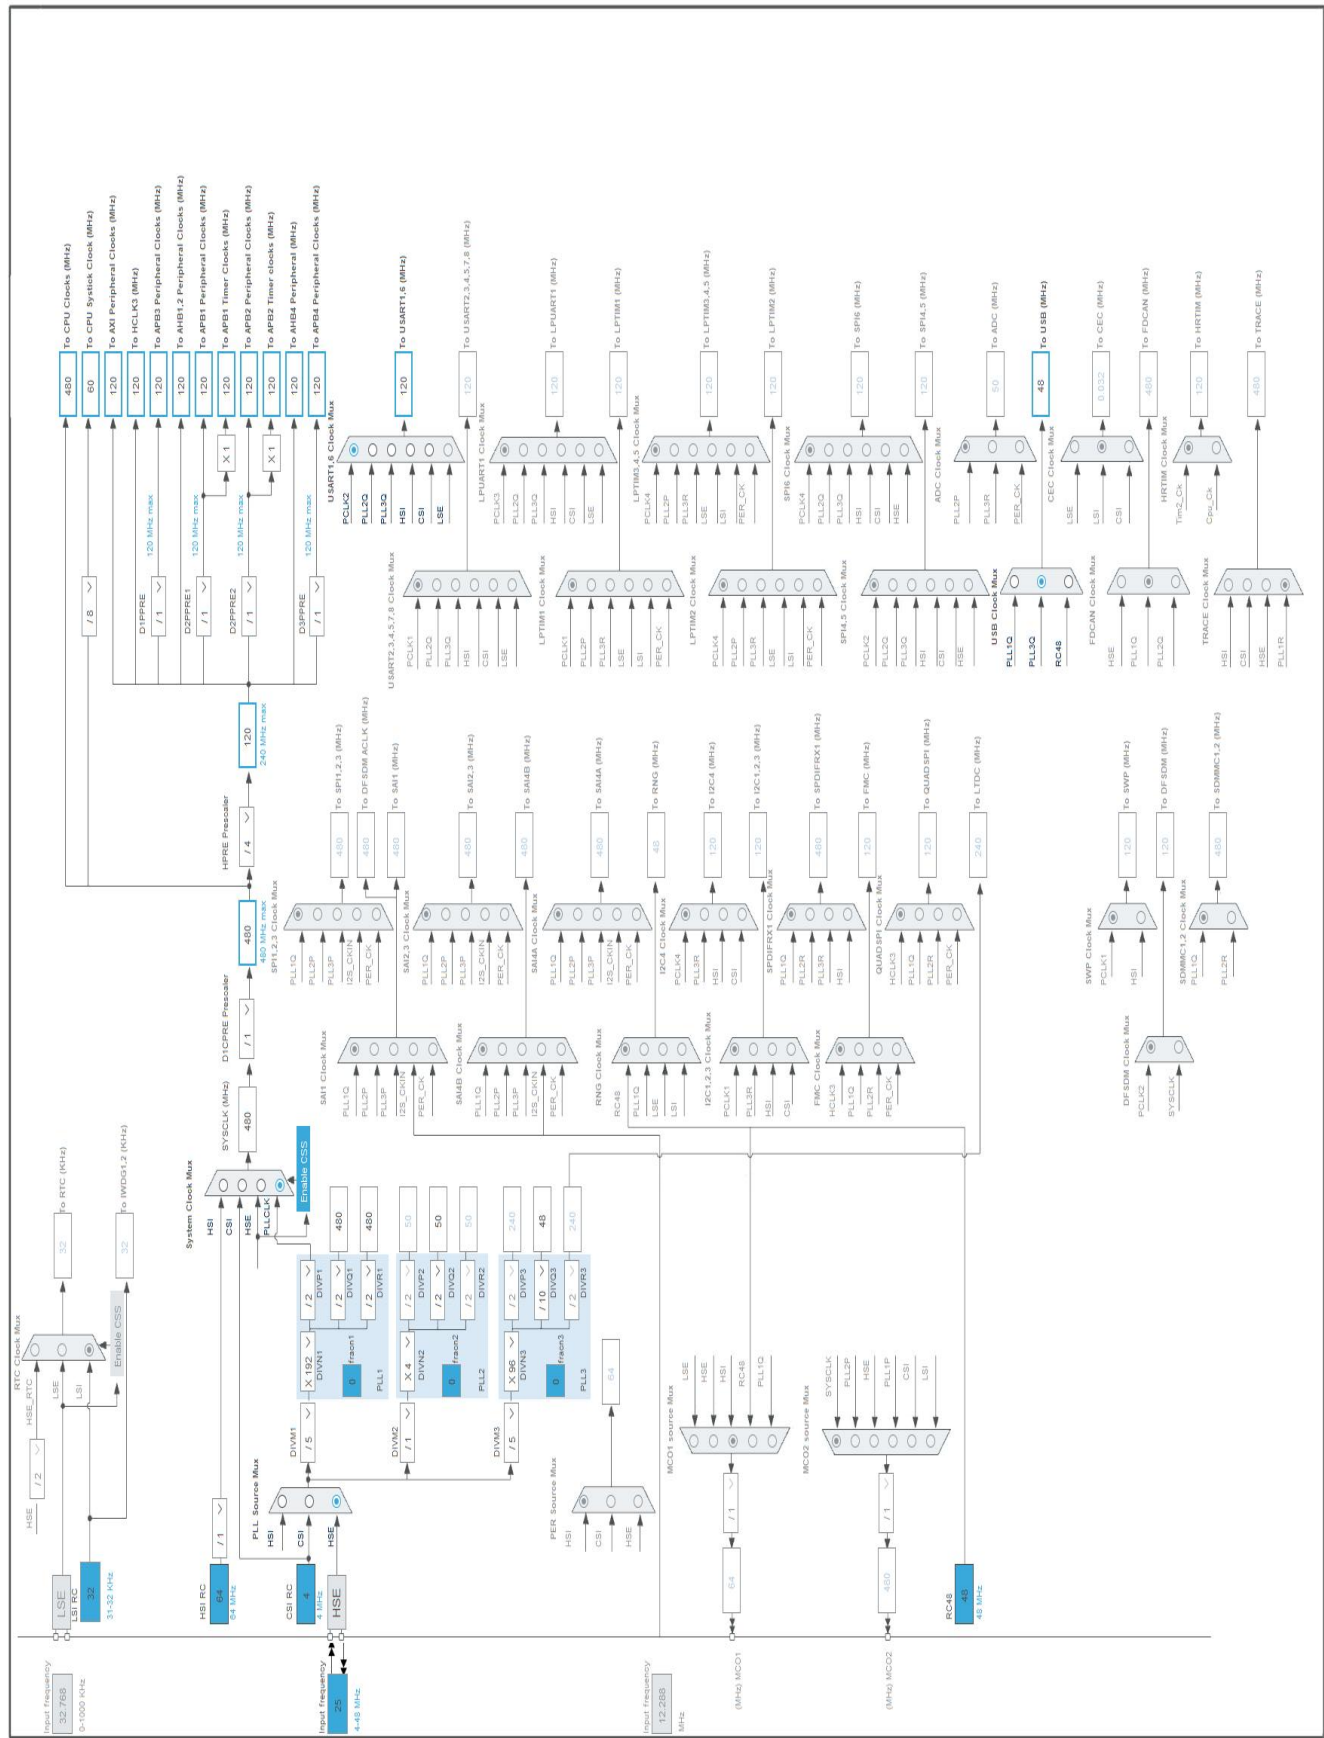 Input frequency
32.768
0-1000 KHz
LSE
LSI RC
32
31-32 KHz
HSE
/ 2
HSE_RTC
LSE
LSI
RTC Clock Mux
Enable CSS
32
To RTC (KHz)
32
To IWDG1,2 (KHz)
HSI RC
64
64 MHz
/ 1
CSI RC
4
4 MHz
Input frequency
25
4-48 MHz
HSE
PLL Source Mux
HSI
CSI
HSE
System Clock Mux
HSI
CSI
HSE
PLLCLK
Enable CSS
SYSCLK (MHz)
480
D1CPRE Prescaler
/ 1
480
480 MHz max
HPRE Prescaler
/ 4
120
240 MHz max
/ 8
D1PPRE
/ 1
120 MHz max
D2PPRE1
/ 1
120 MHz max
X 1
D2PPRE2
/ 1
120 MHz max
X 1
D3PPRE
/ 1
120 MHz max
480
To CPU Clocks (MHz)
60
To CPU Systick Clock (MHz)
120
To AXI Peripheral Clocks (MHz)
120
To HCLK3 (MHz)
120
To APB3 Peripheral Clocks (MHz)
120
To AHB1,2 Peripheral Clocks (MHz)
120
To APB1 Peripheral Clocks (MHz)
120
To APB1 Timer Clocks (MHz)
120
To APB2 Peripheral Clocks (MHz)
120
To APB2 Timer clocks (MHz)
120
To AHB4 Peripheral (MHz)
120
To APB4 Peripheral Clocks (MHz)
DIVM1
/ 5
X 192
DIVN1
/ 2
DIVP1
/ 2
DIVQ1
480
/ 2
DIVR1
480
0
fracn1
PLL1
DIVM2
/ 1
X 4
DIVN2
/ 2
DIVP2
50
/ 2
DIVQ2
50
/ 2
DIVR2
50
0
fracn2
PLL2
DIVM3
/ 5
X 96
DIVN3
/ 2
DIVP3
240
/ 10
DIVQ3
48
/ 2
DIVR3
240
0
fracn3
PLL3
PER Source Mux
HSI
CSI
HSE
64
Input frequency
12.288
MHz
MCO1 source Mux
LSE
HSE
HSI
RC48
PLL1Q
/ 1
64
(MHz) MCO1
MCO2 source Mux
SYSCLK
PLL2P
HSE
PLL1P
CSI
LSI
/ 1
480
(MHz) MCO2
RC48
48
48 MHz
SPI1,2,3 Clock Mux
PLL1Q
PLL2P
PLL3P
I2S_CKIN
PER_CK
480
To SPI1,2,3 (MHz)
480
To DFSDM ACLK (MHz)
SAI1 Clock Mux
PLL1Q
PLL2P
PLL3P
I2S_CKIN
PER_CK
480
To SAI1 (MHz)
SAI2,3 Clock Mux
PLL1Q
PLL2P
PLL3P
I2S_CKIN
PER_CK
480
To SAI2,3 (MHz)
SAI4B Clock Mux
PLL1Q
PLL2P
PLL3P
I2S_CKIN
PER_CK
480
To SAI4B (MHz)
SAI4A Clock Mux
PLL1Q
PLL2P
PLL3P
I2S_CKIN
PER_CK
480
To SAI4A (MHz)
RNG Clock Mux
RC48
PLL1Q
LSE
LSI
48
To RNG (MHz)
I2C4 Clock Mux
PCLK4
PLL3R
HSI
CSI
120
To I2C4 (MHz)
I2C1,2,3 Clock Mux
PCLK1
PLL3R
HSI
CSI
120
To I2C1,2,3 (MHz)
SPDIFRX1 Clock Mux
PLL1Q
PLL2R
PLL3R
HSI
480
To SPDIFRX1 (MHz)
FMC Clock Mux
HCLK3
PLL1Q
PLL2R
PER_CK
120
To FMC (MHz)
QUADSPI Clock Mux
HCLK3
PLL1Q
PLL2R
PER_CK
120
To QUADSPI (MHz)
240
To LTDC (MHz)
SWP Clock Mux
PCLK1
HSI
120
To SWP (MHz)
DFSDM Clock Mux
PCLK2
SYSCLK
120
To DFSDM (MHz)
SDMMC1,2 Clock Mux
PLL1Q
PLL2R
480
To SDMMC1,2 (MHz)
USART1,6 Clock Mux
PCLK2
PLL2Q
PLL3Q
HSI
CSI
LSE
120
To USART1,6 (MHz)
USART2,3,4,5,7,8 Clock Mux
PCLK1
PLL2Q
PLL3Q
HSI
CSI
LSE
120
To USART2,3,4,5,7,8 (MHz)
LPUART1 Clock Mux
PCLK3
PLL2Q
PLL3Q
HSI
CSI
LSE
120
To LPUART1 (MHz)
LPTIM1 Clock Mux
PCLK1
PLL2P
PLL3R
LSE
LSI
PER_CK
120
To LPTIM1 (MHz)
LPTIM3,4,5 Clock Mux
PCLK4
PLL2P
PLL3R
LSE
LSI
PER_CK
120
To LPTIM3,4,5 (MHz)
LPTIM2 Clock Mux
PCLK4
PLL2P
PLL3R
LSE
LSI
PER_CK
120
To LPTIM2 (MHz)
SPI6 Clock Mux
PCLK4
PLL2Q
PLL3Q
HSI
CSI
HSE
120
To SPI6 (MHz)
SPI4,5 Clock Mux
PCLK2
PLL2Q
PLL3Q
HSI
CSI
HSE
120
To SPI4,5 (MHz)
ADC Clock Mux
PLL2P
PLL3R
PER_CK
50
To ADC (MHz)
USB Clock Mux
PLL1Q
PLL3Q
RC48
48
To USB (MHz)
CEC Clock Mux
LSE
LSI
CSI
0.032
To CEC (MHz)
FDCAN Clock Mux
HSE
PLL1Q
PLL2Q
480
To FDCAN (MHz)
HRTIM Clock Mux
Tim2_Ck
Cpu_Ck
120
To HRTIM (MHz)
TRACE Clock Mux
HSI
CSI
HSE
PLL1R
480
To TRACE (MHz)